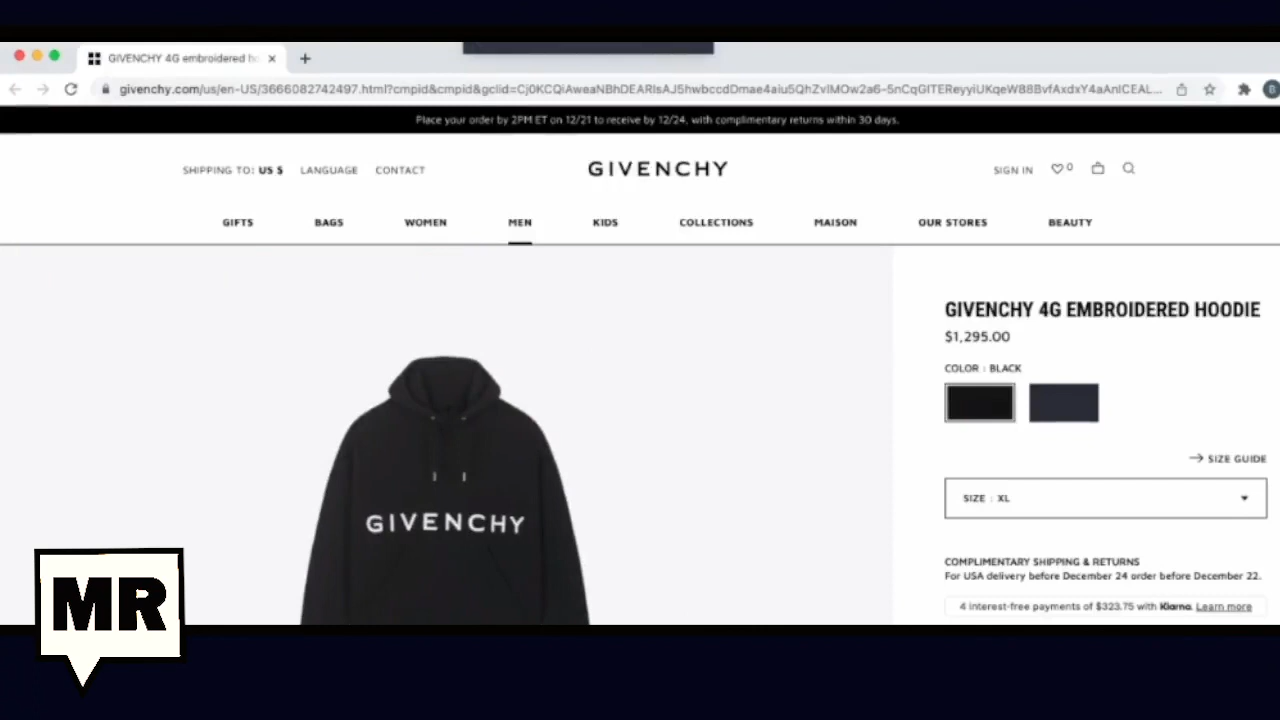 GIVENCHY 4G embroidered ho
givenchy.com/us/en-US/3666082742497.html?cmpid&cmpid&gclid=
Place your order by 2PM ET on 12/21 to receive by 12/24, with complimentary returns within 30 days.
SHIPPING TO: US $ LANGUAGE CONTACT GIVENCHY SIGN IN 0
GIFTS BAGS WOMEN MEN KIDS COLLECTIONS MAISON OUR STORES BEAUTY
GIVENCHY 4G EMBROIDERED HOODIE
$1,295.00
COLOR : BLACK
SIZE GUIDE
SIZE : XL
GIVENCHY
COMPLIMENTARY SHIPPING & RETURNS
For USA delivery before December 24 order before December 22.
4 interest-free payments of $323.75 with Klarna. Learn more
MR